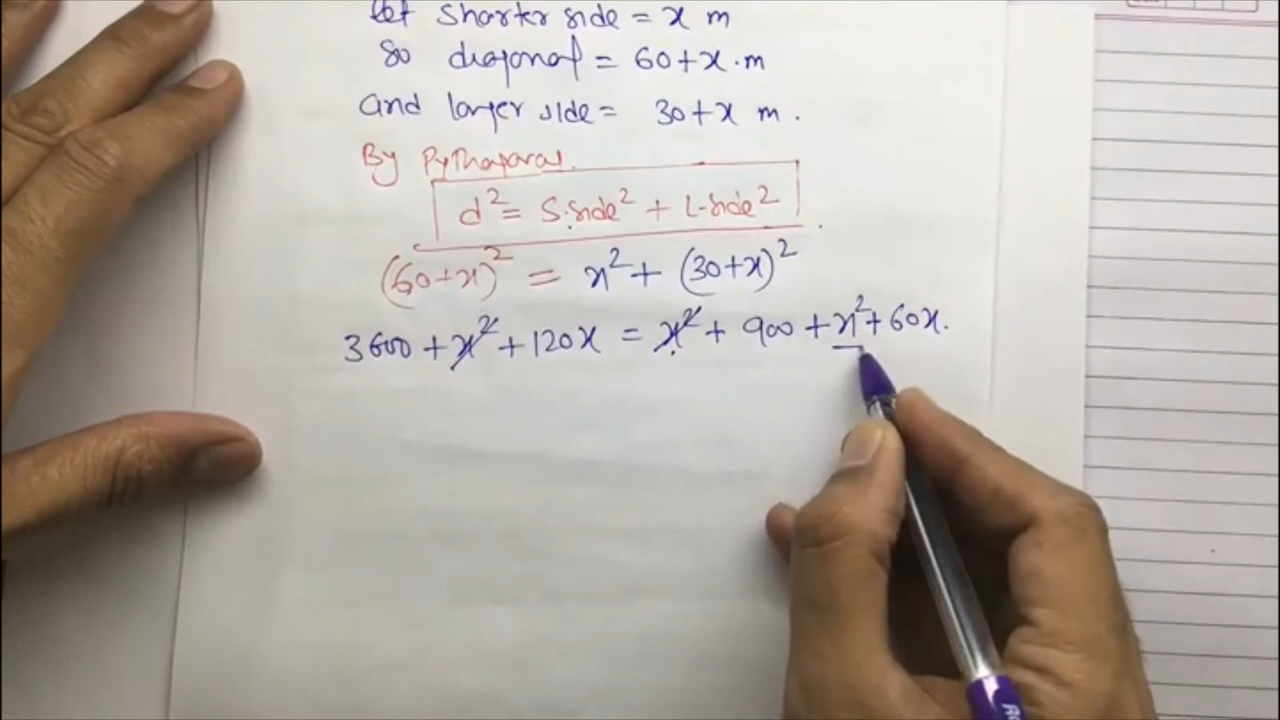 let shorter side = x m
so diagonal = 60+x.m
and larger side = 30+x m.
By Pythagoras.
d² = S.side² + L-side²
(60+x)² = x² + (30+x)²
3600 + x² + 120x = x² + 900 + x² + 60x.